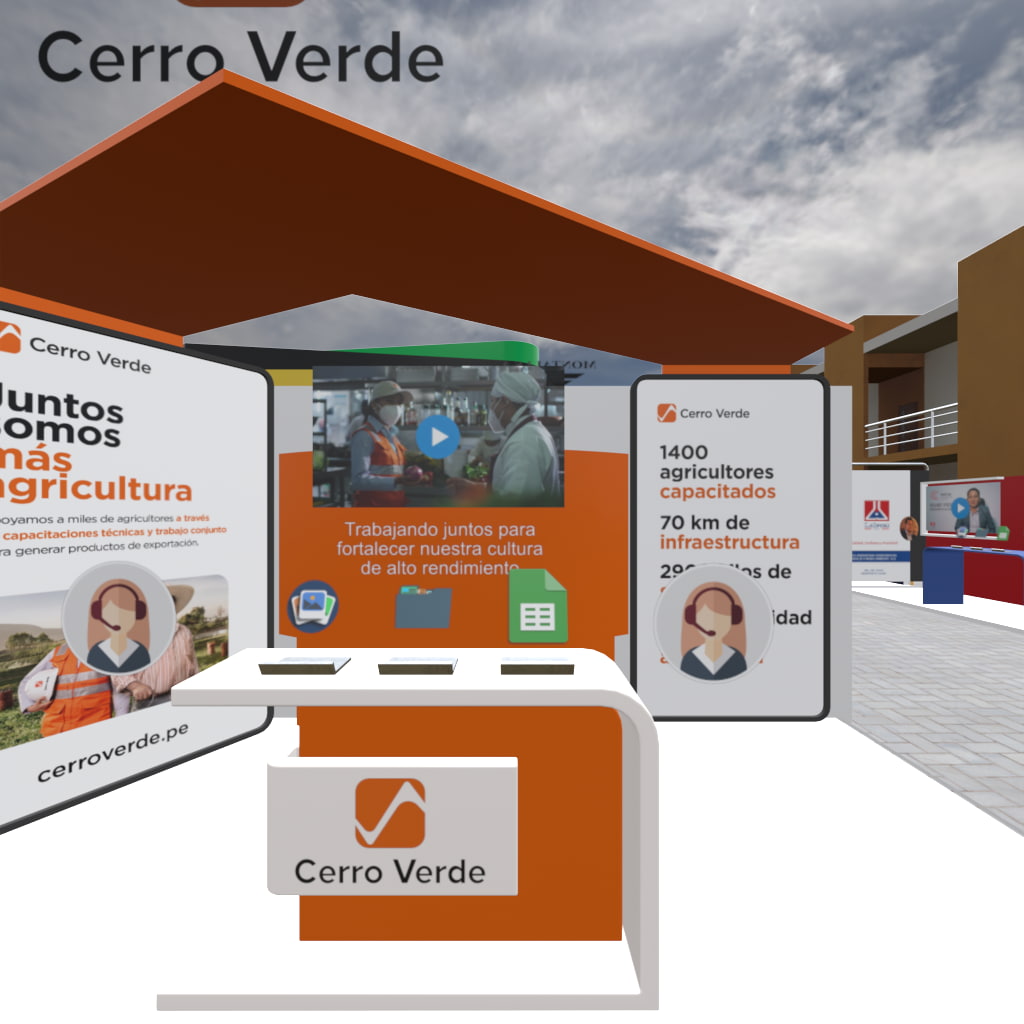 Cerro Verde
Cerro Verde
Juntos
somos
más
agricultura
poyamos a miles de agricultores a través
capacitaciones técnicas y trabajo conjunto
ra generar productos de exportación.
cerroverde.pe
Trabajando juntos para
fortalecer nuestra cultura
de alto rendimiento
Cerro Verde
1400
agricultores
capacitados
70 km de
infraestructura
Cerro Verde